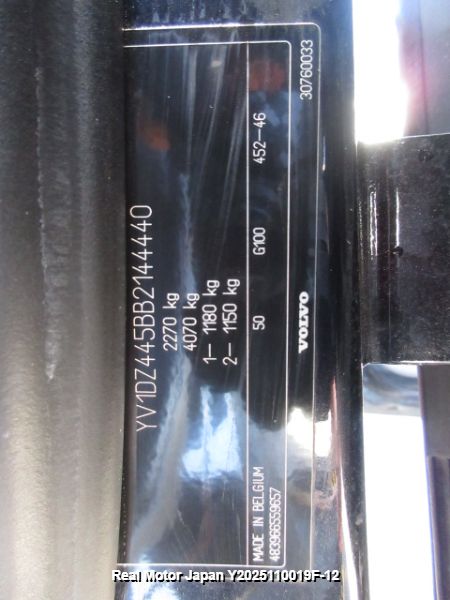 YV1DZ445BB2144440
2270 kg
4070 kg
1— 1180 kg
2— 1150 kg
MADE IN BELGIUM 50 G100 452—46
483966559657
VOLVO 30760033
Real Motor Japan Y2025110019F-12